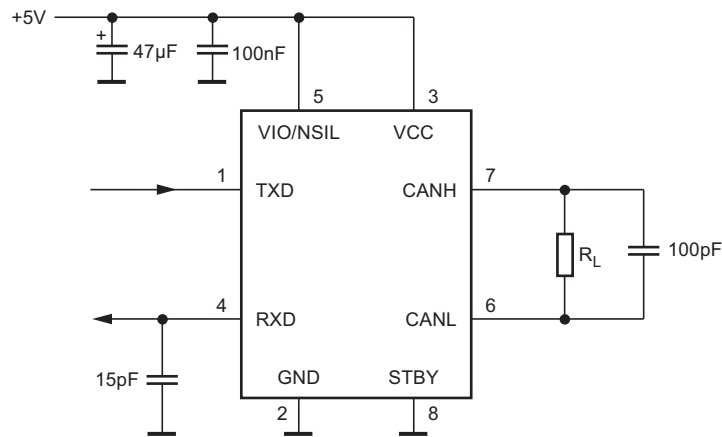 +5V
+
47µF
100nF
5
3
VIO/NSIL
VCC
1
7
TXD
CANH
RL
100pF
4
6
RXD
CANL
15pF
GND
STBY
2
8